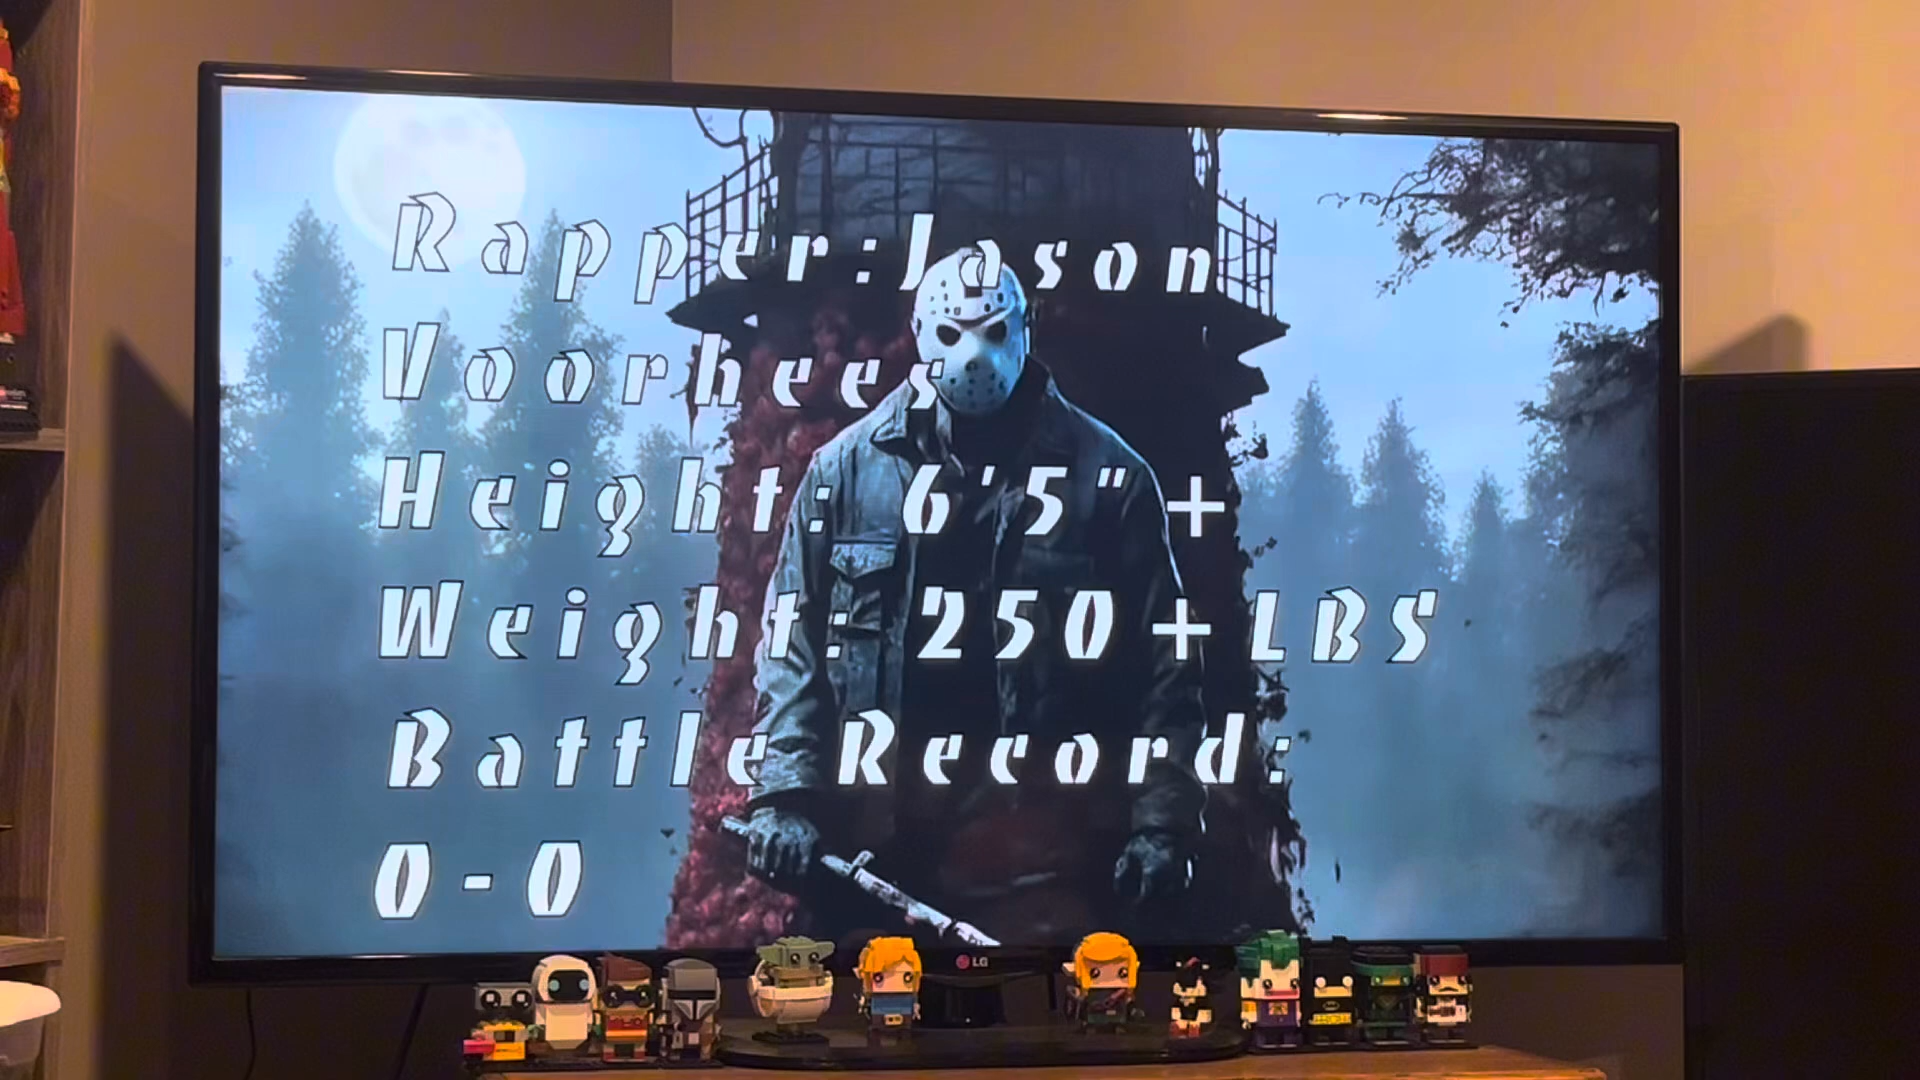 Rapper:Jason
Voorhees
Height: 6'5"+
Weight: 250+LBS
Battle Record:
0-0
LG